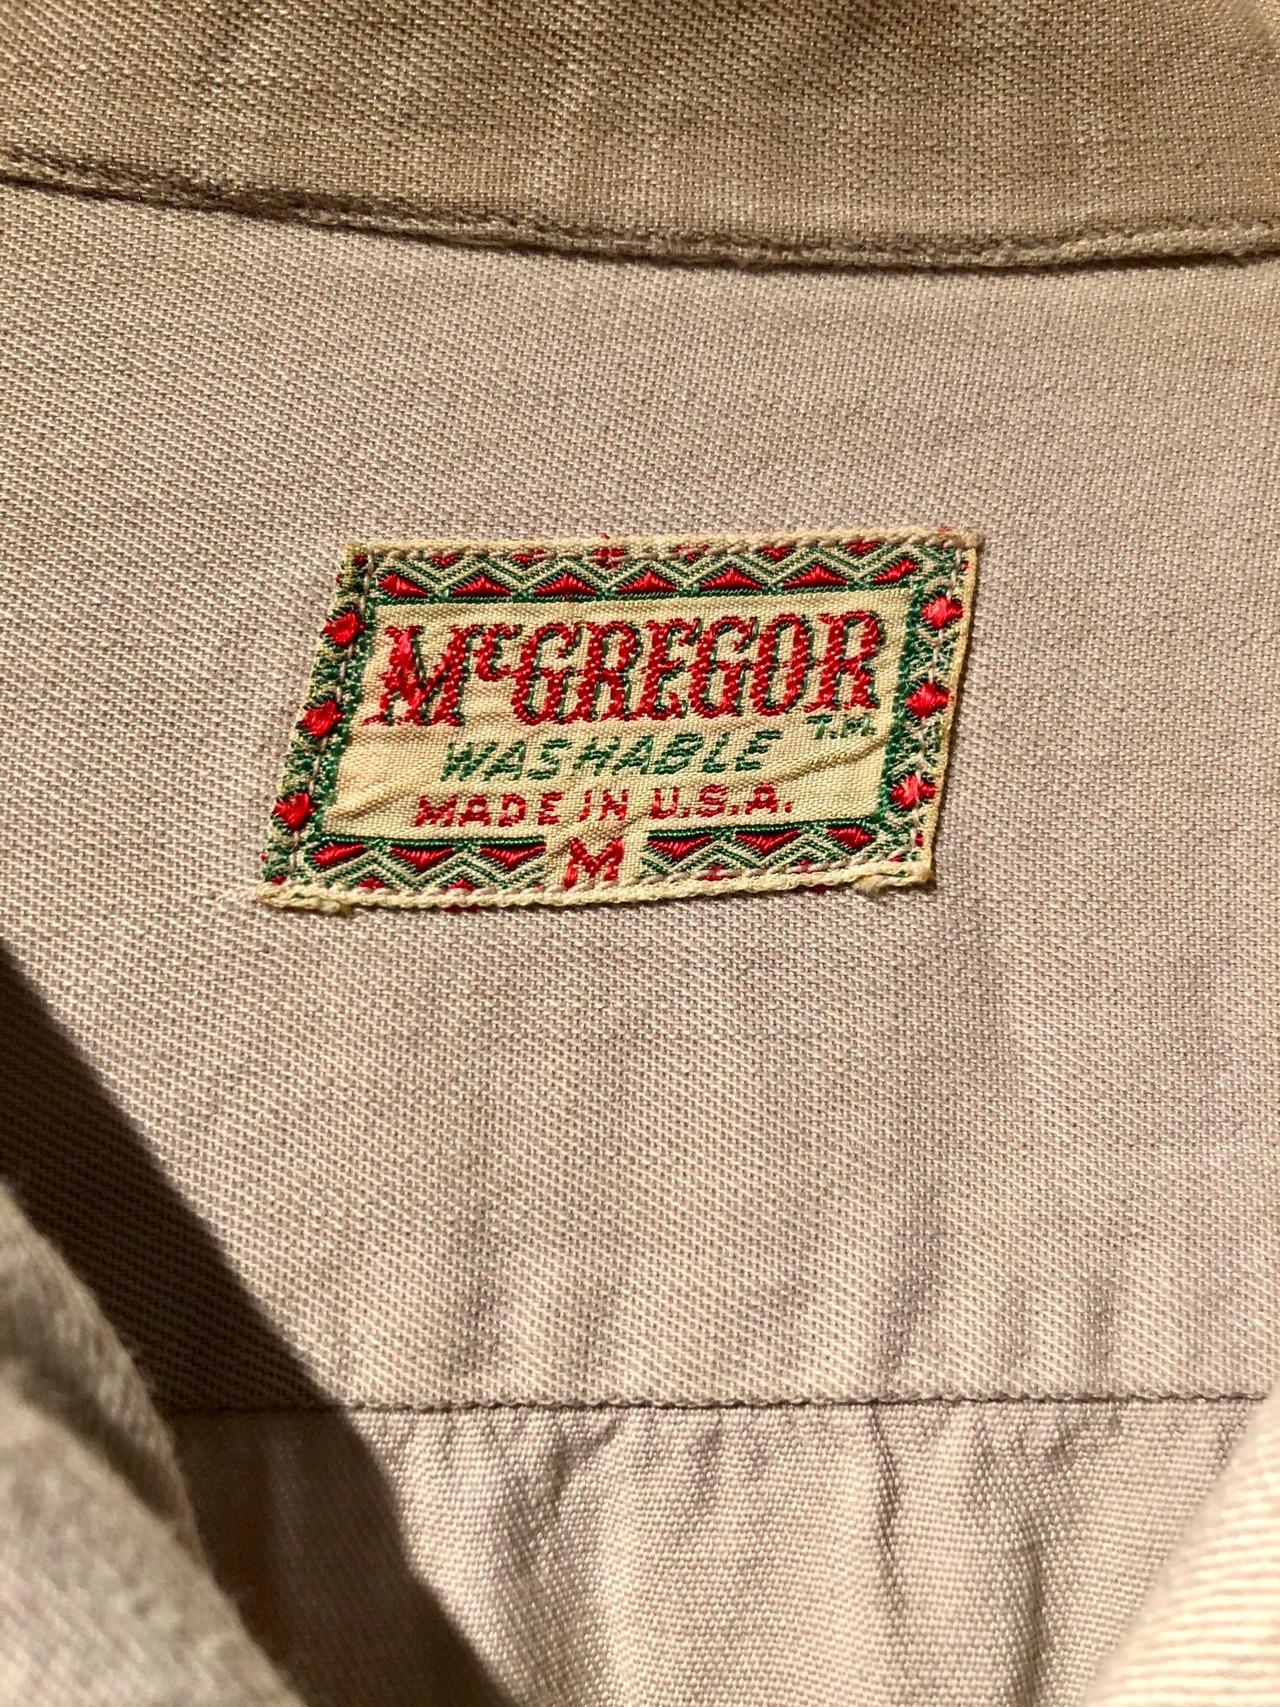 McGREGOR
T.M.
WASHABLE
MADE IN U.S.A.
M